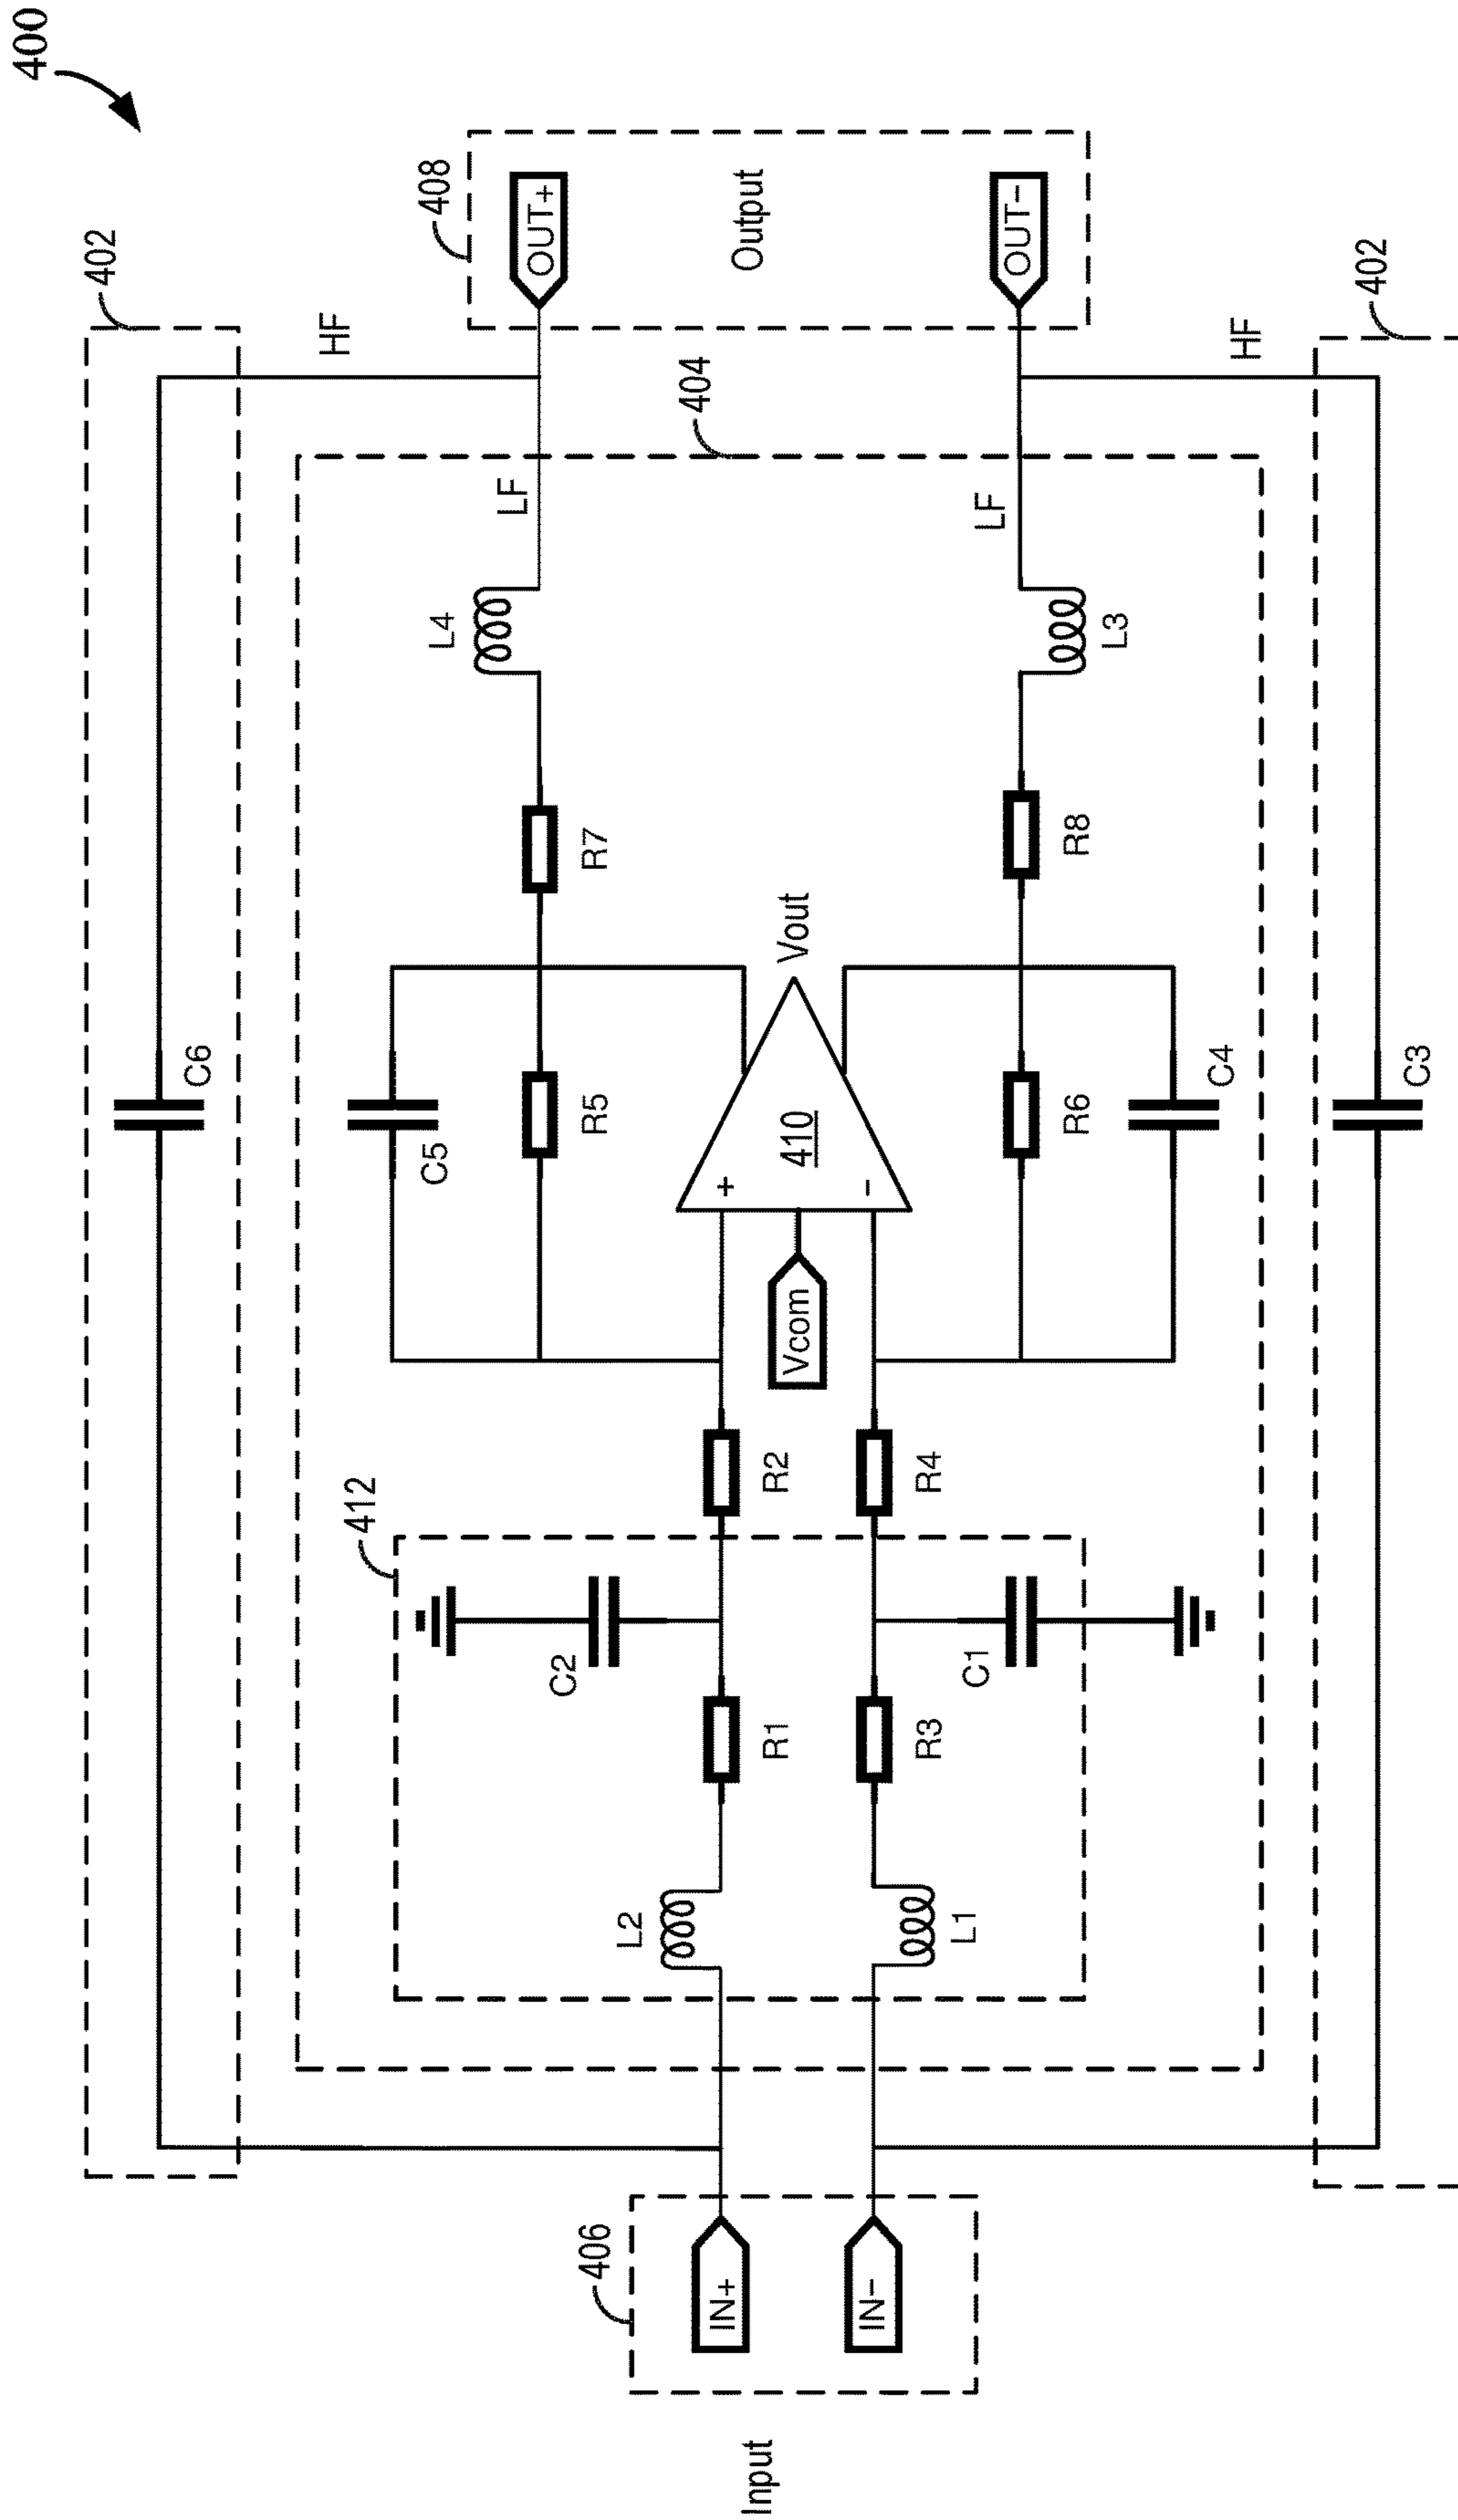 400
402
HF
C6
408
OUT+
Output
OUT-
404
LF
L4
R7
C5
R5
412
C2
L2
R1
R2
+
410
-
Vout
Vcom
R4
R3
L1
C1
R6
C4
R8
L3
LF
406
IN+
IN-
Input
HF
402
C3